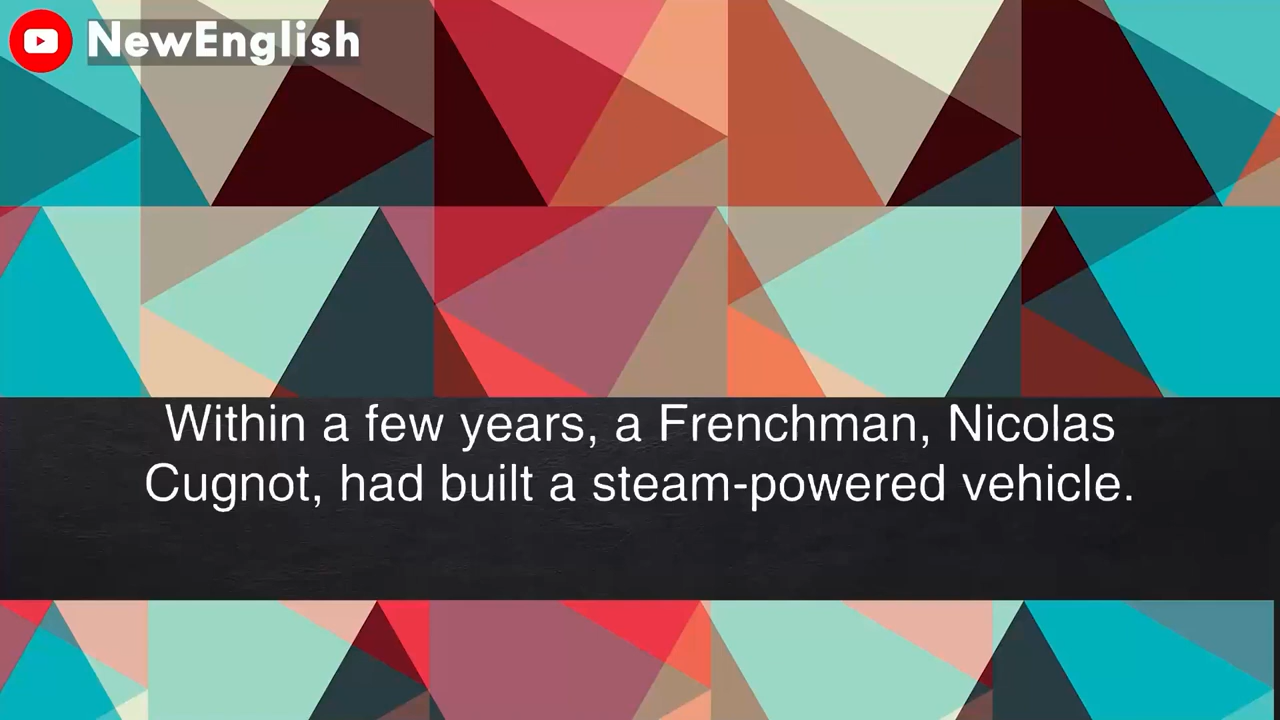 NewEnglish
Within a few years, a Frenchman, Nicolas
Cugnot, had built a steam-powered vehicle.